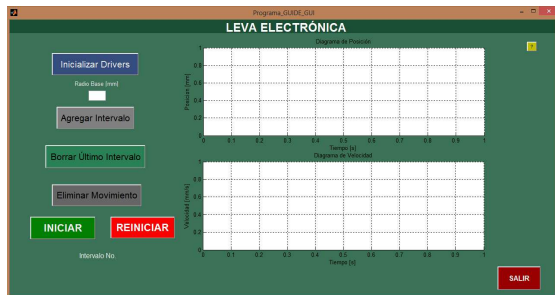 Programa_GUIDE_GUI
LEVA ELECTRÓNICA
Inicializar Drivers
Radio Base [mm]
Agregar Intervalo
Borrar Último Intervalo
Eliminar Movimiento
INICIAR
REINICIAR
Intervalo No.
Diagrama de Posición
Posicion [mm]
1
0.8
0.6
0.4
0.2
0
0 0.1 0.2 0.3 0.4 0.5 0.6 0.7 0.8 0.9 1
Tiempo [s]
Diagrama de Velocidad
Velocidad [mm/s]
1
0.8
0.6
0.4
0.2
0
0 0.1 0.2 0.3 0.4 0.5 0.6 0.7 0.8 0.9 1
Tiempo [s]
SALIR